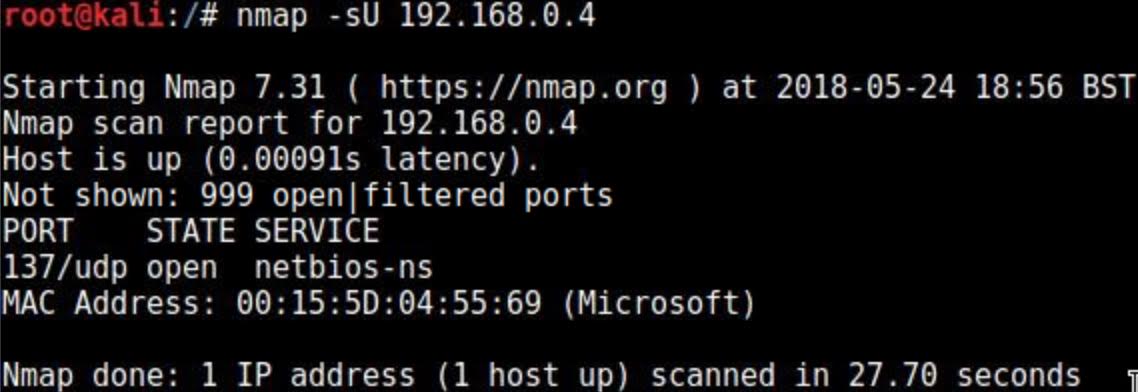 root@kali:/# nmap -sU 192.168.0.4
Starting Nmap 7.31 ( https://nmap.org ) at 2018-05-24 18:56 BST
Nmap scan report for 192.168.0.4
Host is up (0.00091s latency).
Not shown: 999 open|filtered ports
PORT    STATE SERVICE
137/udp open  netbios-ns
MAC Address: 00:15:5D:04:55:69 (Microsoft)
Nmap done: 1 IP address (1 host up) scanned in 27.70 seconds